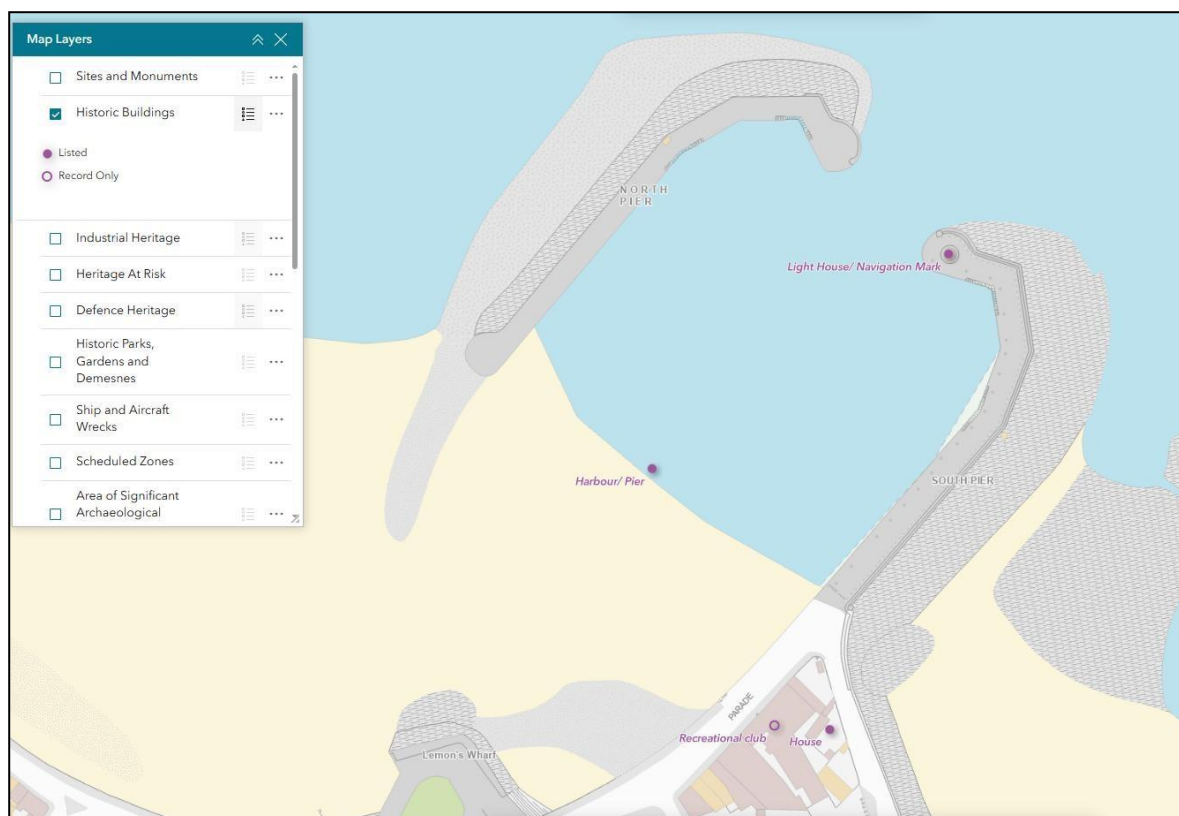 Map Layers
Sites and Monuments
Historic Buildings
Listed
Record Only
Industrial Heritage
Heritage At Risk
Defence Heritage
Historic Parks,
Gardens and
Demesnes
Ship and Aircraft
Wrecks
Scheduled Zones
Area of Significant
Archaeological
NORTH
PIER
Light House/ Navigation Mark
Harbour/ Pier
SOUTH PIER
PARADE
Recreational club
House
Lemon's Wharf